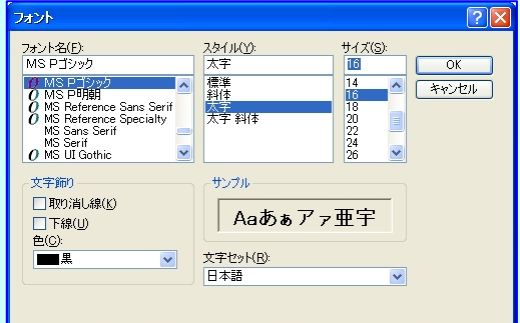 フォント
フォント名(F): スタイル(Y): サイズ(S):
MS Pゴシック 太字 16 OK
MS Pゴシック 標準 14 キャンセル
MS P明朝 斜体 16
MS Reference Sans Serif 太字 18
MS Reference Specialty 太字 斜体 20
MS Sans Serif 22
MS Serif 24
MS UI Gothic 26
文字飾り サンプル
取り消し線(K)
下線(U) Aaあぁアァ亜宇
色(C):
黒 文字セット(R):
日本語